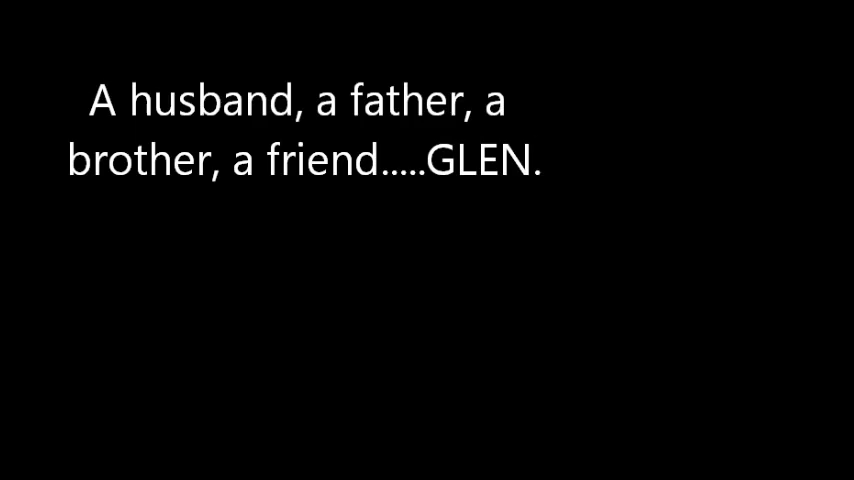 A husband, a father, a
brother, a friend.....GLEN.